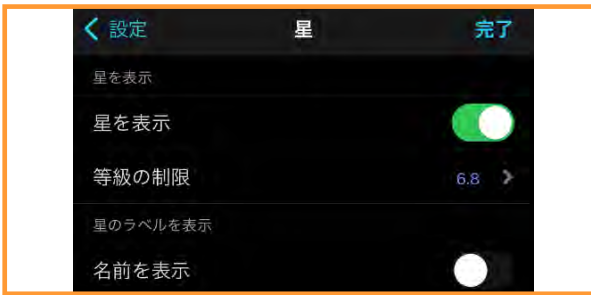 設定 星 完了
星を表示
星を表示
等級の制限 6.8
星のラベルを表示
名前を表示